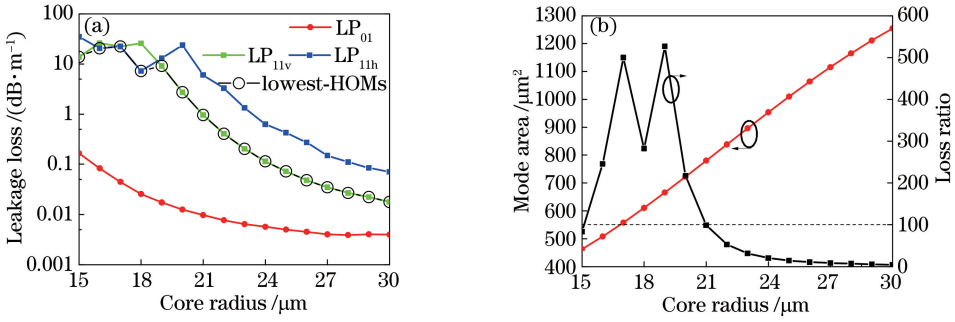 (a)
LP01
LP11v
LP11h
lowest-HOMs
Leakage loss /(dB·m⁻¹)
100
10
1
0.1
0.01
0.001
15 18 21 24 27 30
Core radius /μm
(b)
Mode area /μm²
1300
1200
1100
1000
900
800
700
600
500
400
15 18 21 24 27 30
Core radius /μm
600
500
400
300
200
100
0
Loss ratio